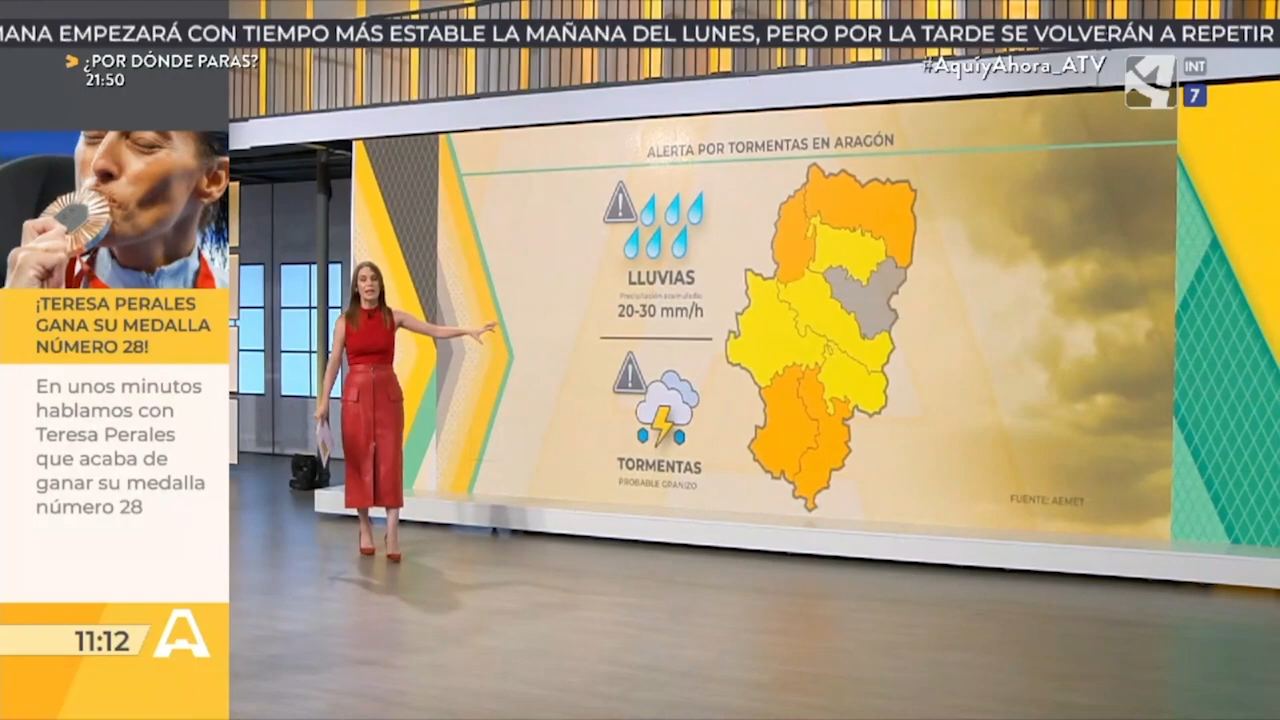 MANA EMPEZARÁ CON TIEMPO MÁS ESTABLE LA MAÑANA DEL LUNES, PERO POR LA TARDE SE VOLVERÁN A REPETIR
¿POR DÓNDE PARAS?
21:50
#AquiyAhora_ATV
INT
7
ALERTA POR TORMENTAS EN ARAGÓN
LLUVIAS
Precipitación acumulada
20-30 mm/h
TORMENTAS
PROBABLE GRANIZO
FUENTE: AEMET
¡TERESA PERALES
GANA SU MEDALLA
NÚMERO 28!
En unos minutos
hablamos con
Teresa Perales
que acaba de
ganar su medalla
número 28
11:12
A